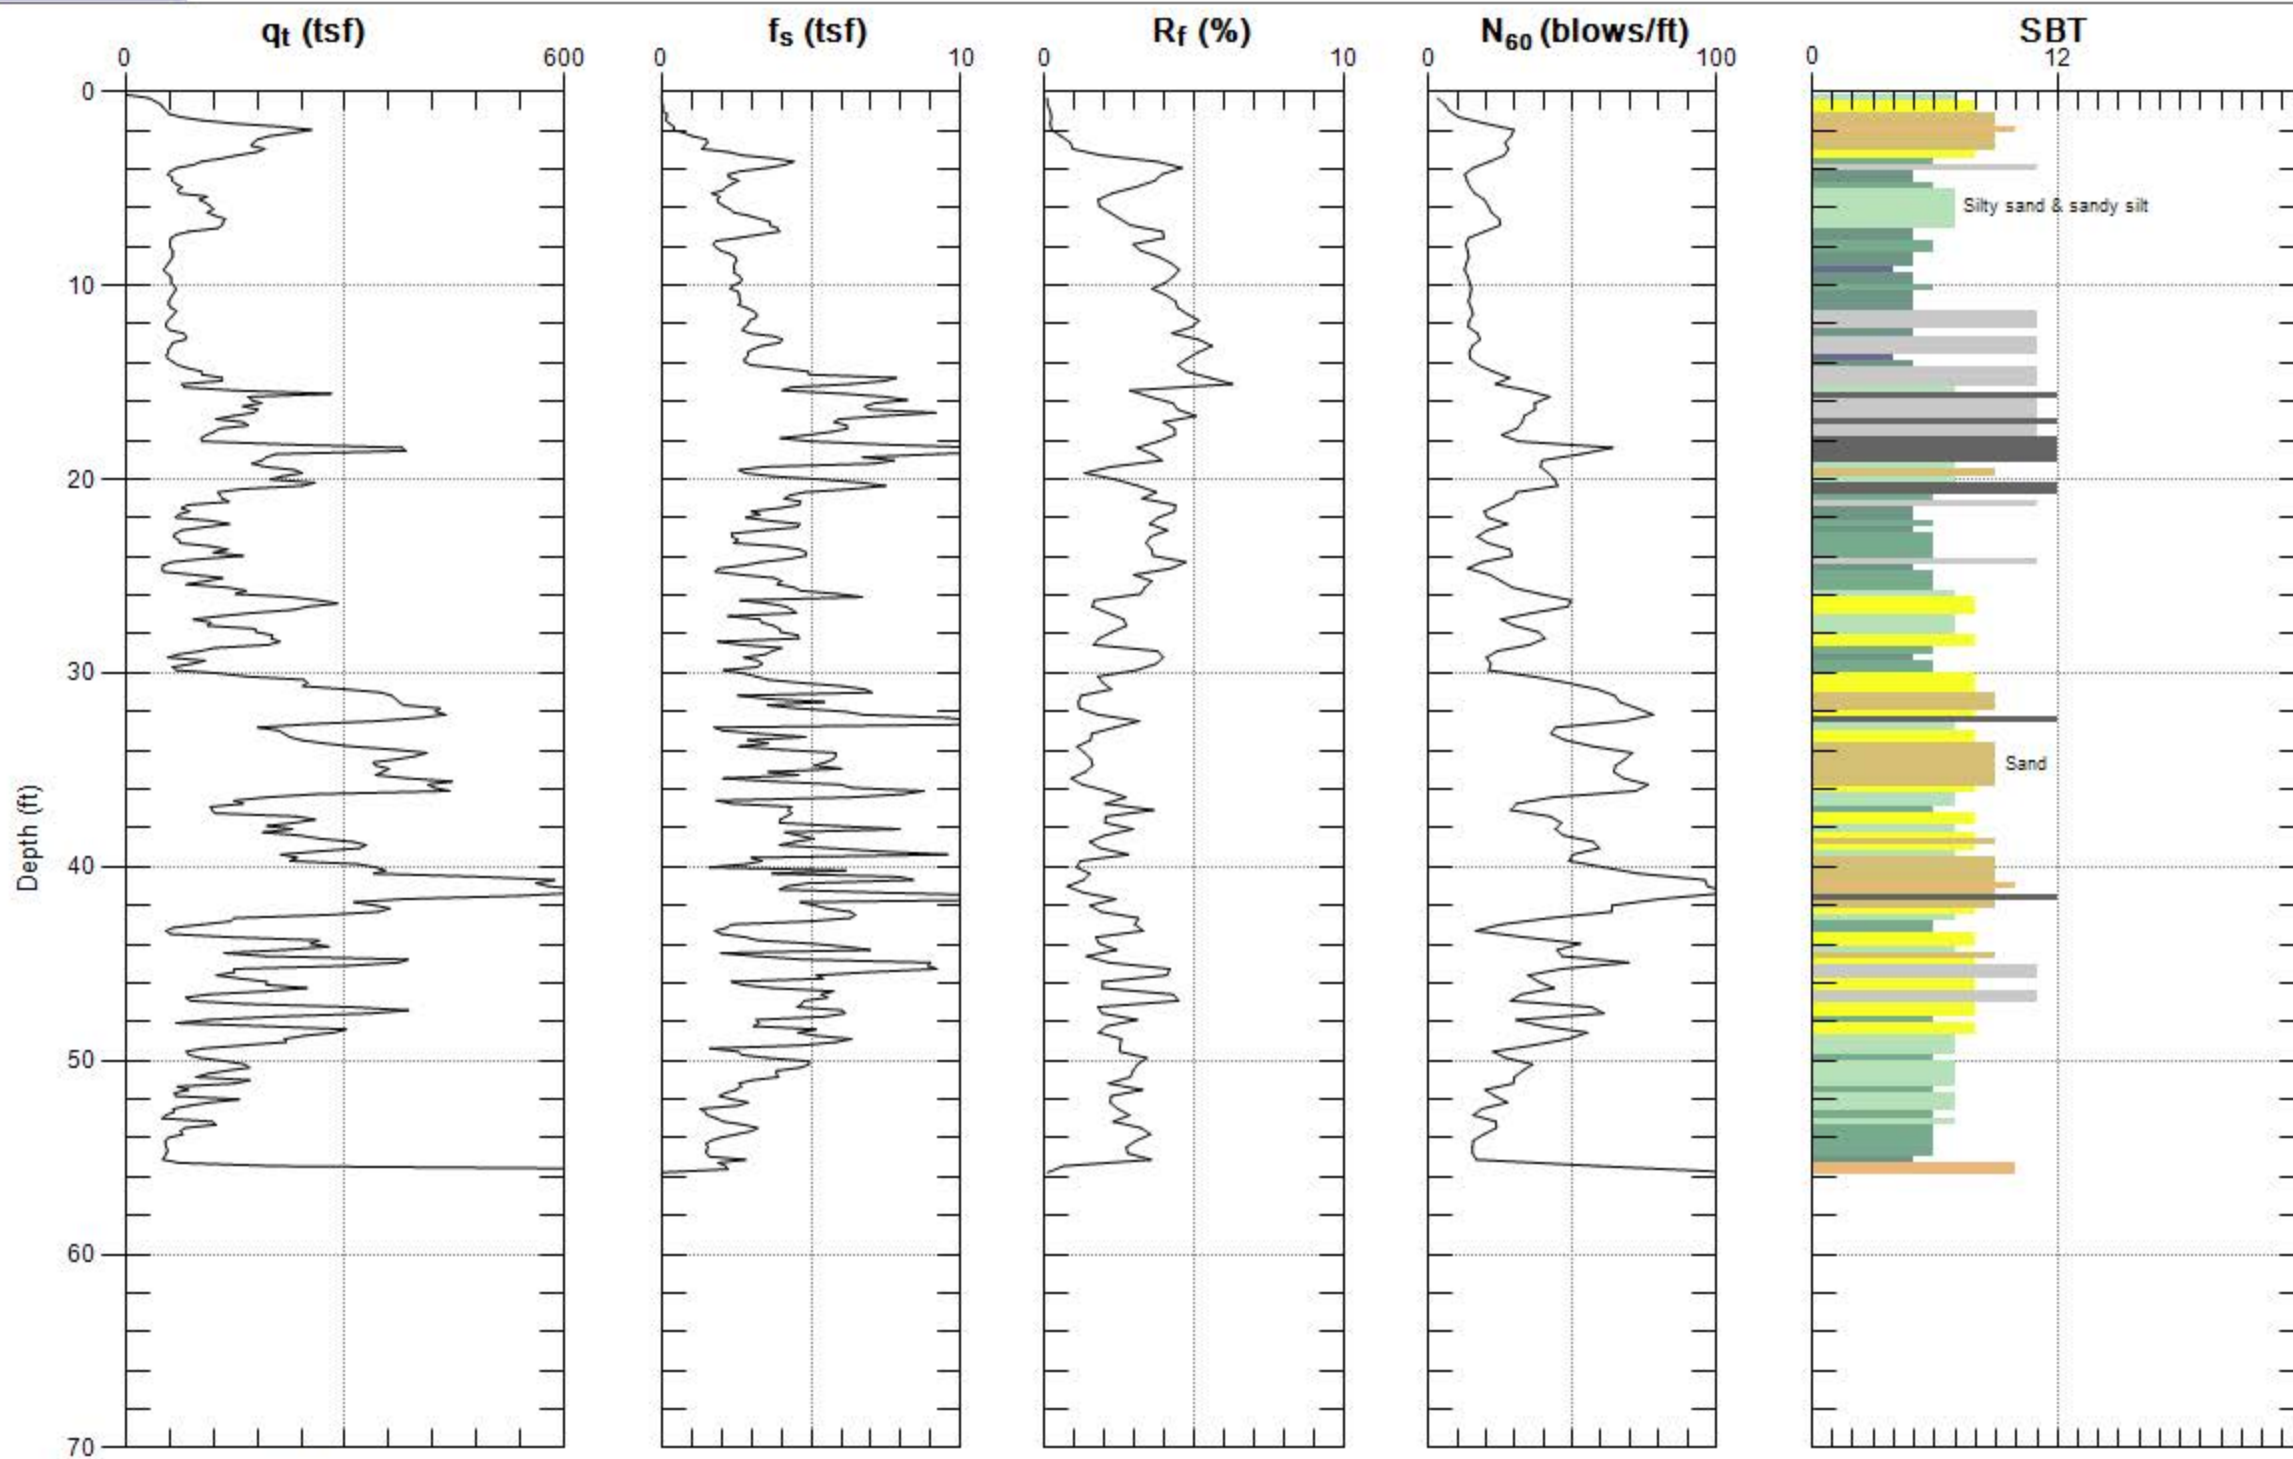 qt (tsf)
fs (tsf)
Rf (%)
N60 (blows/ft)
SBT
0 600
0 10
0 10
0 100
0 12
0
Silty sand & sandy silt
10
20
30
Sand
Depth (ft)
40
50
60
70